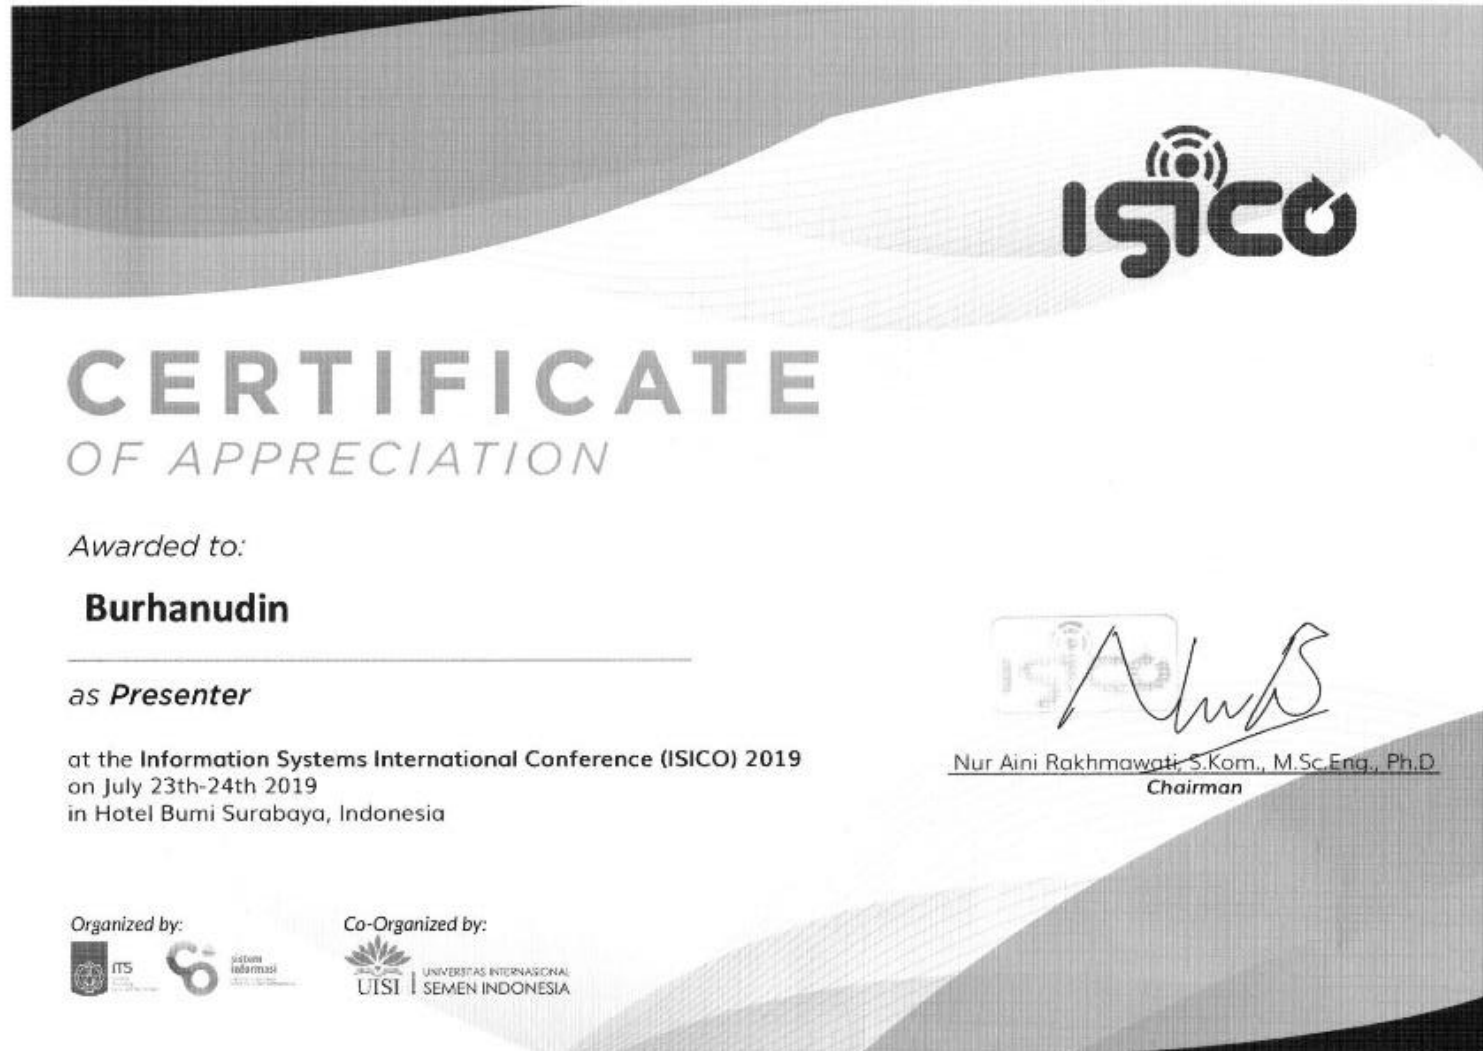 ISICO
CERTIFICATE
OF APPRECIATION
Awarded to:
Burhanudin
as Presenter
at the Information Systems International Conference (ISICO) 2019
on July 23th-24th 2019
in Hotel Bumi Surabaya, Indonesia
ISICO
Nur Aini Rakhmawati, S.Kom., M.Sc.Eng., Ph.D
Chairman
Organized by:
ITS
sistem
informasi
Co-Organized by:
UISI
UNIVERSITAS INTERNASIONAL
SEMEN INDONESIA